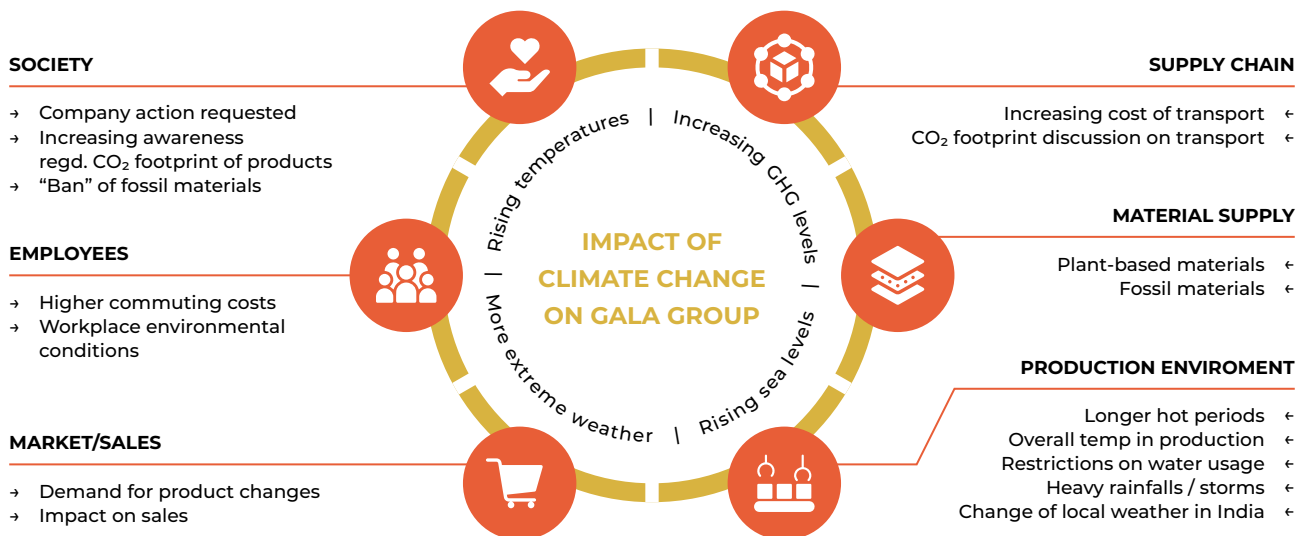 SOCIETY
→ Company action requested
→ Increasing awareness
regd. CO₂ footprint of products
→ “Ban” of fossil materials
EMPLOYEES
→ Higher commuting costs
→ Workplace environmental
conditions
MARKET/SALES
→ Demand for product changes
→ Impact on sales
Rising temperatures | Increasing GHG levels | Rising sea levels | More extreme weather |
IMPACT OF
CLIMATE CHANGE
ON GALA GROUP
SUPPLY CHAIN
Increasing cost of transport ←
CO₂ footprint discussion on transport ←
MATERIAL SUPPLY
Plant-based materials ←
Fossil materials ←
PRODUCTION ENVIROMENT
Longer hot periods ←
Overall temp in production ←
Restrictions on water usage ←
Heavy rainfalls / storms ←
Change of local weather in India ←